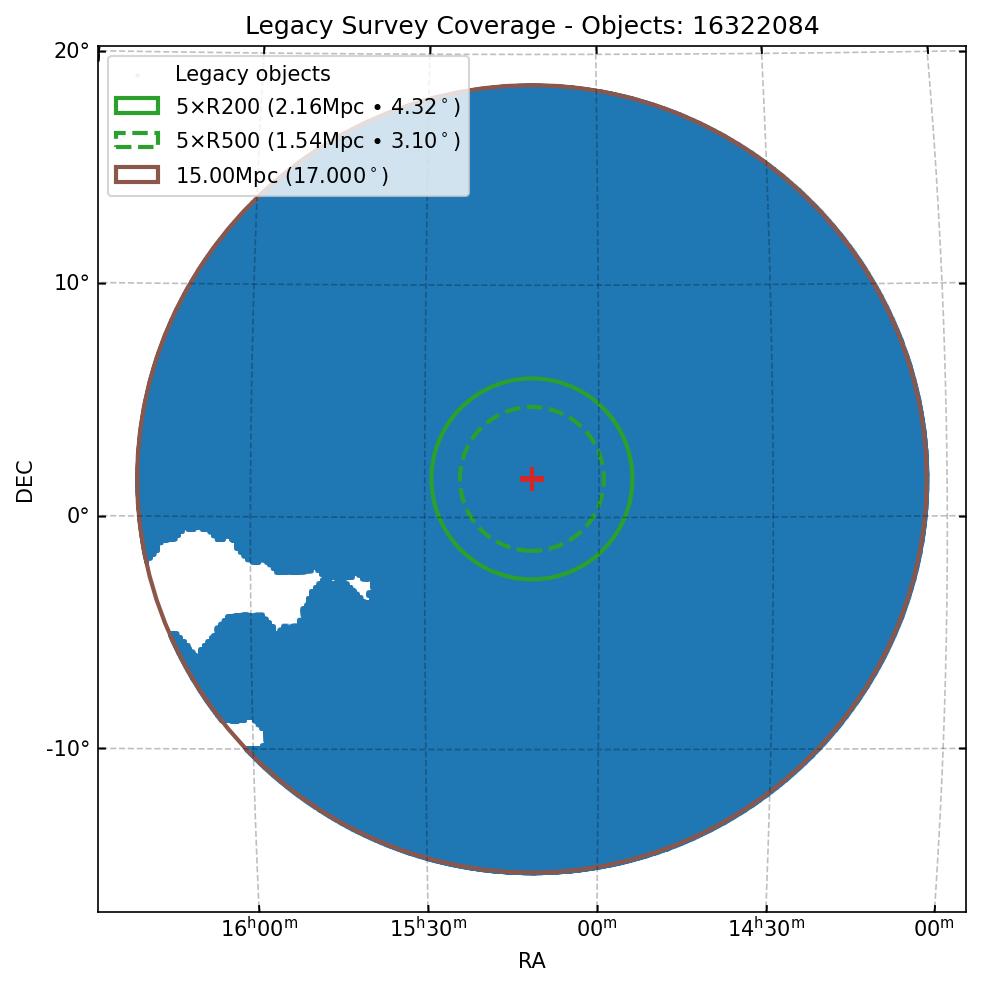 Legacy Survey Coverage - Objects: 16322084
Legacy objects
5×R200 (2.16Mpc • 4.32°)
5×R500 (1.54Mpc • 3.10°)
15.00Mpc (17.000°)
20°
10°
0°
-10°
DEC
16ʰ00ᵐ 15ʰ30ᵐ 00ᵐ 14ʰ30ᵐ 00ᵐ
RA